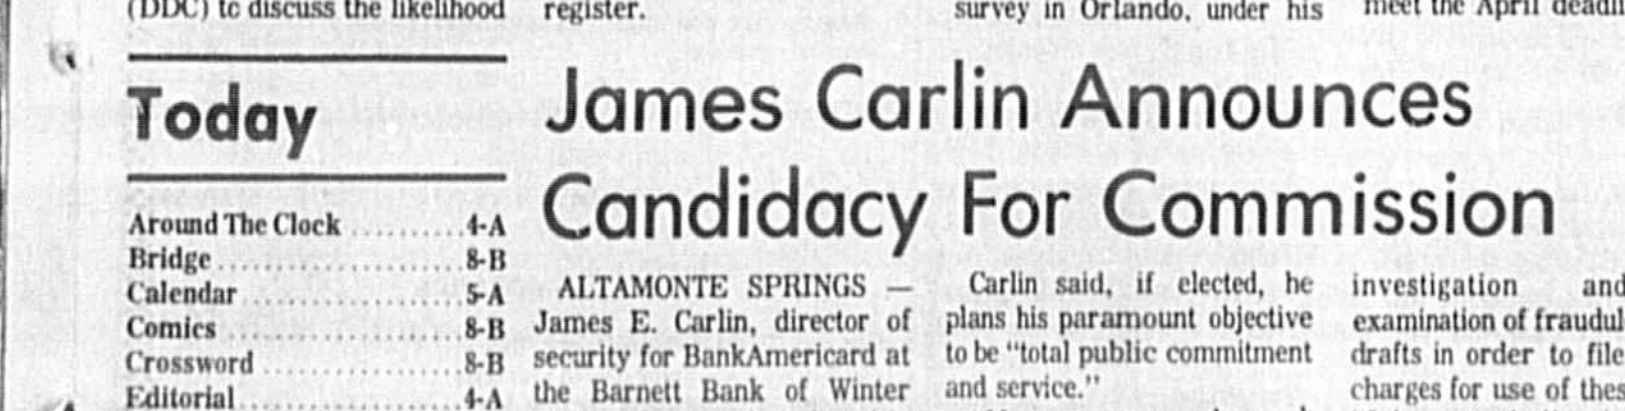 (DDC) to discuss the likelihood
Today
Around The Clock .......... 4-A
Bridge ...................... 8-B
Calendar .................... 5-A
Comics ...................... 8-B
Crossword .................. 8-B
Editorial .................... 4-A
register.
survey in Orlando, under his
meet the April
James Carlin Announces
Candidacy For Commission
ALTAMONTE SPRINGS —
James E. Carlin, director of
security for BankAmericard at
the Barnett Bank of Winter
Carlin said, if elected, he
plans his paramount objective
to be "total public commitment
and service."
investigation and
examination of fraudul
drafts in order to file
charges for use of thes